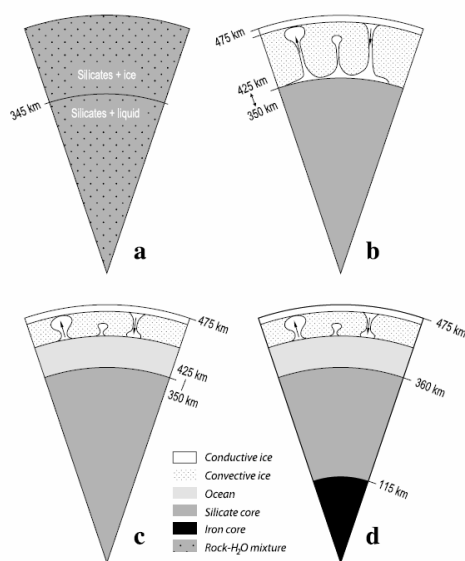 Silicates + ice
345 km
Silicates + liquid
a
475 km
425 km
350 km
b
475 km
425 km
350 km
c
475 km
360 km
115 km
d
Conductive ice
Convective ice
Ocean
Silicate core
Iron core
Rock-H2O mixture